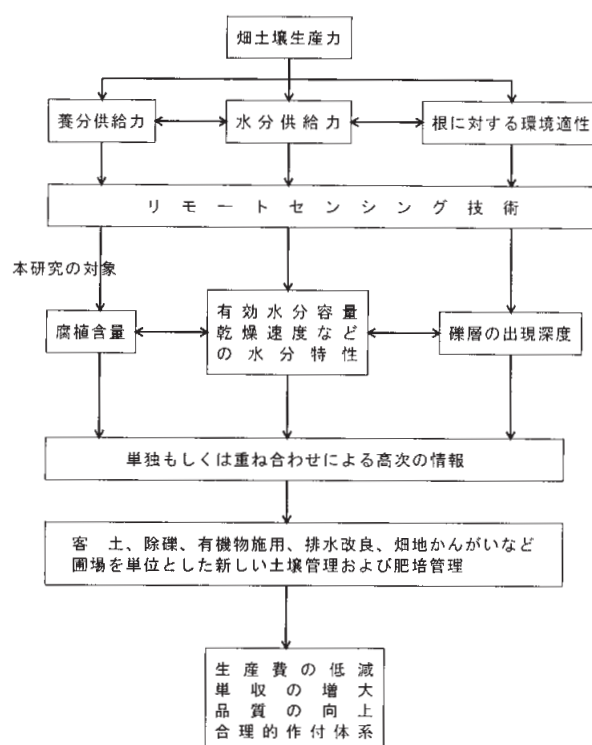 畑土壌生産力
養分供給力
水分供給力
根に対する環境適性
リモートセンシング技術
本研究の対象
腐植含量
有効水分容量
乾燥速度など
の水分特性
礫層の出現深度
単独もしくは重ね合わせによる高次の情報
客土、除礫、有機物施用、排水改良、畑地かんがいなど
圃場を単位とした新しい土壌管理および肥培管理
生産費の低減
単収の増大
品質の向上
合理的作付体系